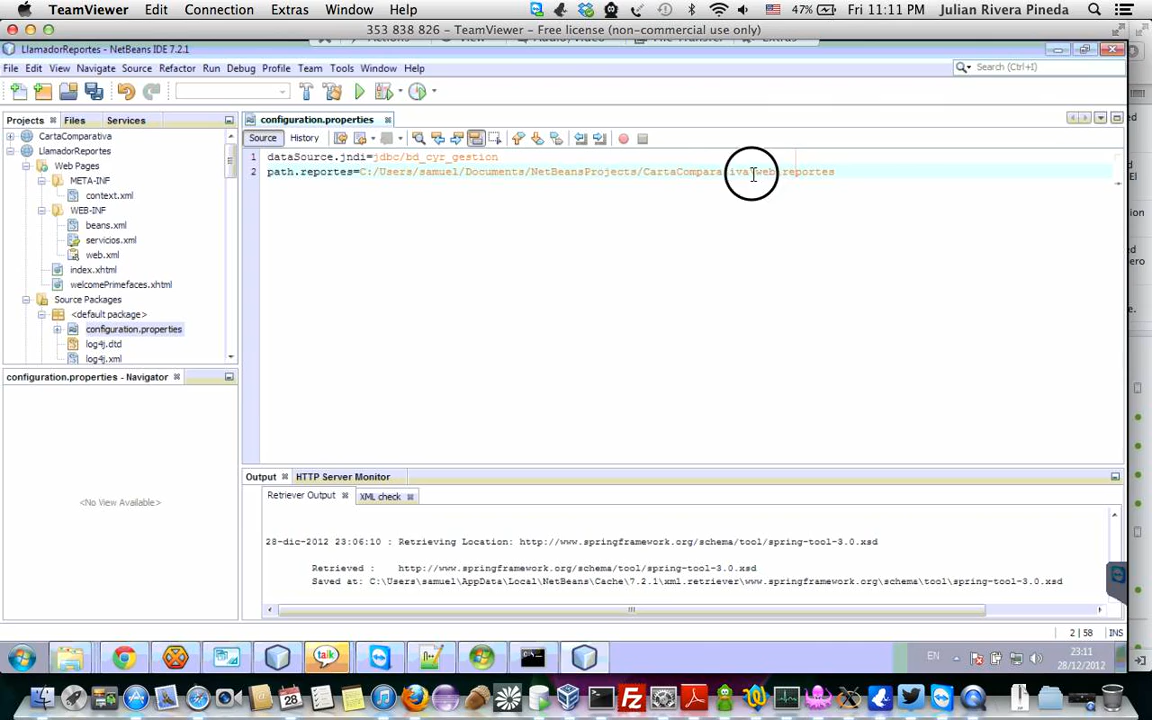 TeamViewer Edit Connection Extras Window Help 47% Fri 11:11 PM Julian Rivera Pineda
353 838 826 – TeamViewer – Free license (non-commercial use only)
LlamadorReportes - NetBeans IDE 7.2.1
File Edit View Navigate Source Refactor Run Debug Profile Team Tools Window Help Search (Ctrl+I)
Projects Files Services configuration.properties
Source History
CartaComparativa
LlamadorReportes
Web Pages
META-INF
context.xml
WEB-INF
beans.xml
servicios.xml
web.xml
index.xhtml
welcomePrimefaces.xhtml
Source Packages
<default package>
configuration.properties
log4j.dtd
log4j.xml
1 dataSource.jndi=jdbc/bd_cyr_gestion
2 path.reportes=C:/Users/samuel/Documents/NetBeansProjects/CartaComparativa/web/reportes
configuration.properties - Navigator
<No View Available>
Output HTTP Server Monitor
Retriever Output XML check
28-dic-2012 23:06:10 : Retrieving Location: http://www.springframework.org/schema/tool/spring-tool-3.0.xsd
Retrieved : http://www.springframework.org/schema/tool/spring-tool-3.0.xsd
Saved at: C:\Users\samuel\AppData\Local\NetBeans\Cache\7.2.1\xml.retriever\www.springframework.org\schema\tool\spring-tool-3.0.xsd
2 | 58 INS
talk
EN
23:11
28/12/2012